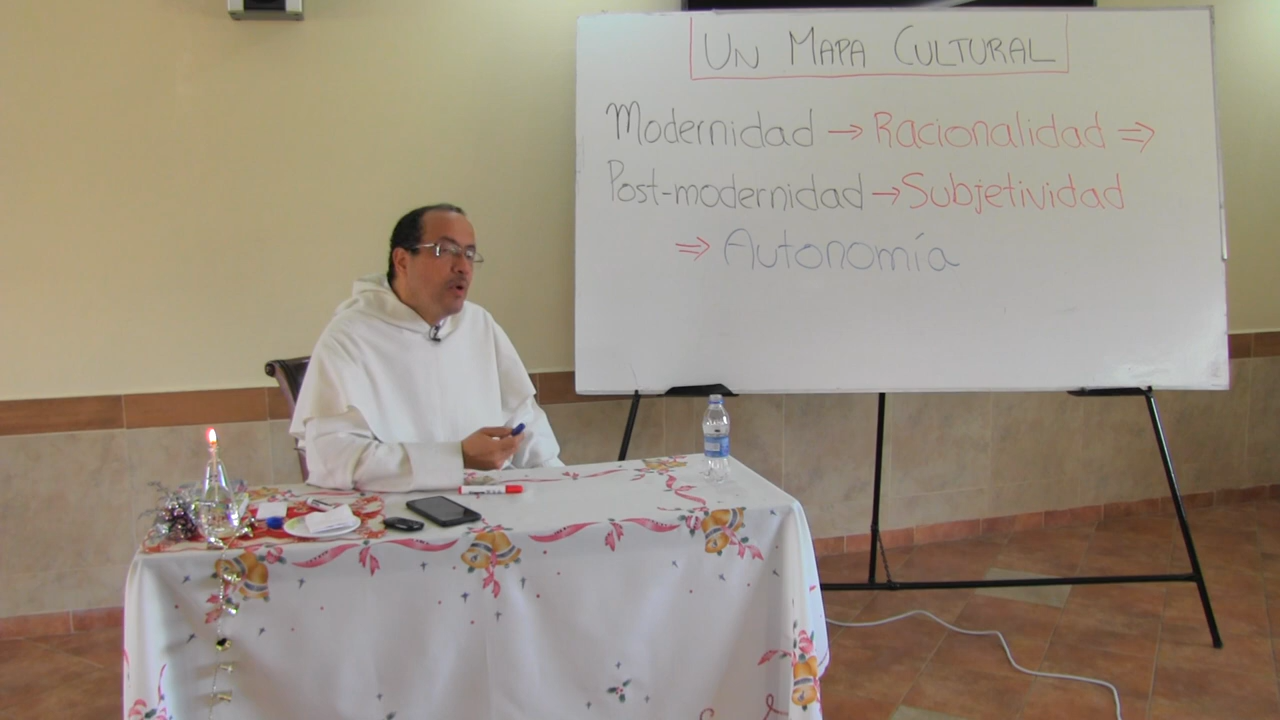 UN MAPA CULTURAL
Modernidad → Racionalidad ⇒
Post-modernidad → Subjetividad
⇒ Autonomía